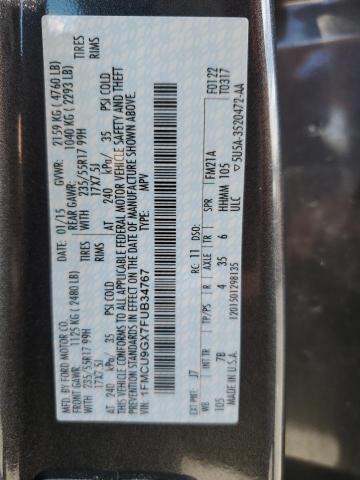 MFD. BY FORD MOTOR CO.
DATE: 01/15 GVWR: 2159 KG ( 4760 LB)
FRONT GAWR: 1125 KG ( 2480 LB) REAR GAWR: 1040 KG ( 2293 LB)
WITH 235/55R17 99H TIRES WITH 235/55R17 99H TIRES
17X7.5J RIMS 17X7.5J RIMS
AT 240 kPa/ 35 PSI COLD AT 240 kPa/ 35 PSI COLD
THIS VEHICLE CONFORMS TO ALL APPLICABLE FEDERAL MOTOR VEHICLE SAFETY AND THEFT
PREVENTION STANDARDS IN EFFECT ON THE DATE OF MANUFACTURE SHOWN ABOVE.
VIN: 1FMCU9GX7FUB34767
TYPE: MPV
EXT PNT: J7 RC: 11 DSO: F0122
WB INT TR TP/PS R AXLE TR SPR FM21A T0317
105 7B 4 35 6 HHMM 105
MADE IN U.S.A. 120150129813S ULC 5U5A-3520472-AA